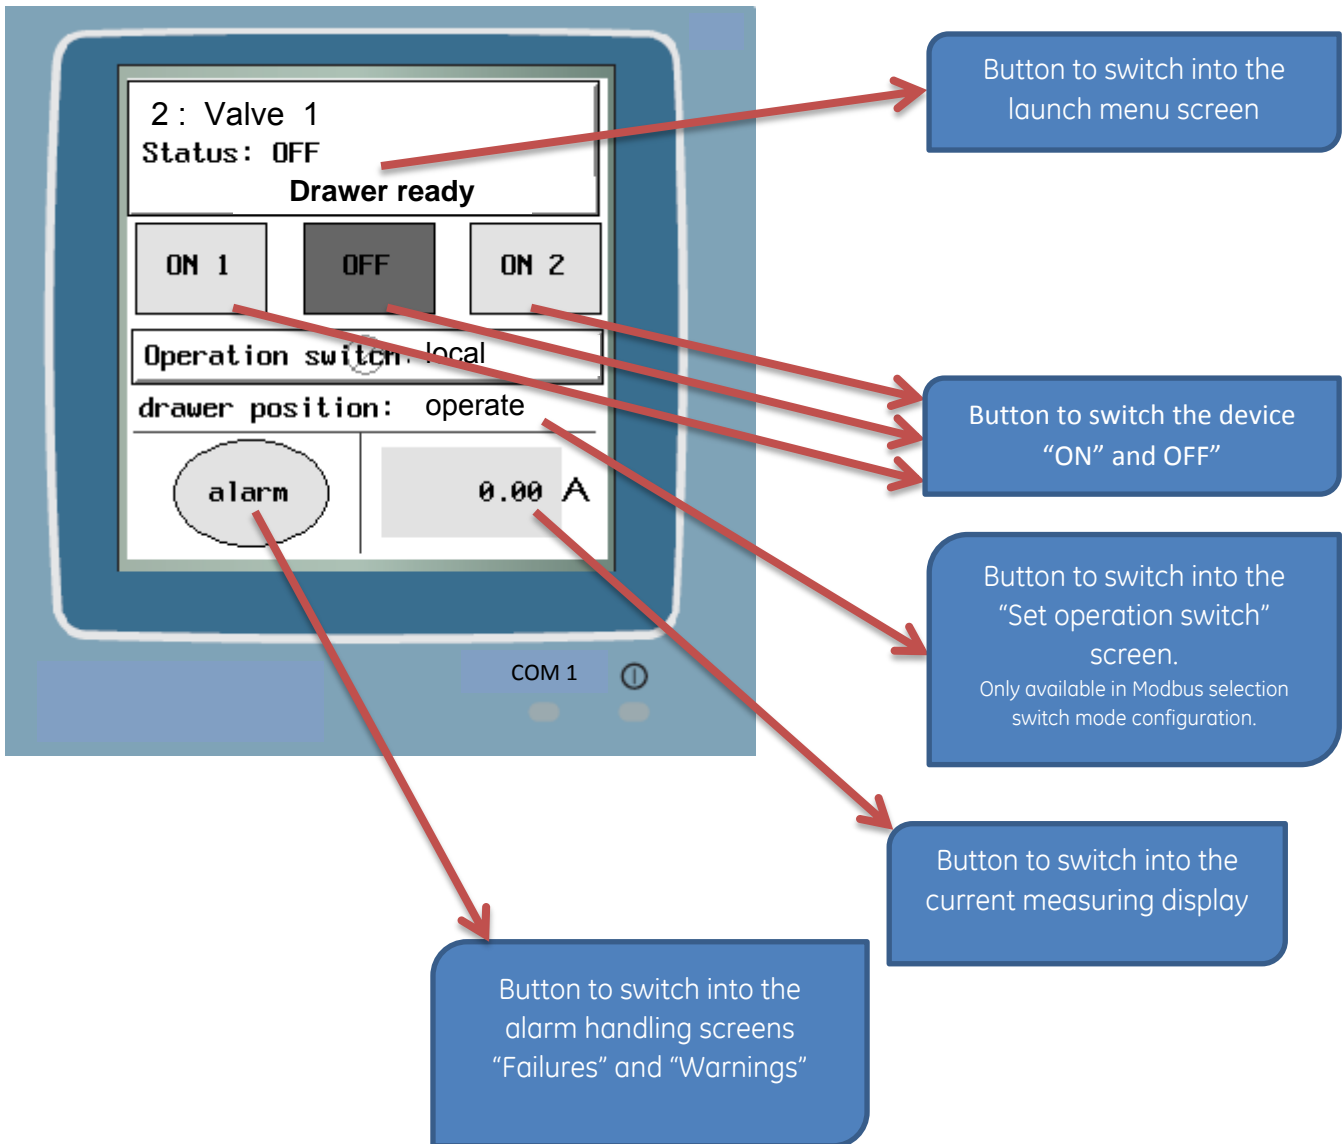 2 : Valve 1
Status: OFF
Drawer ready
ON 1
OFF
ON 2
Operation switch: local
drawer position: operate
alarm
0.00 A
COM 1
Button to switch into the
launch menu screen
Button to switch the device
“ON” and OFF”
Button to switch into the
“Set operation switch”
screen.
Only available in Modbus selection
switch mode configuration.
Button to switch into the
current measuring display
Button to switch into the
alarm handling screens
“Failures” and “Warnings”